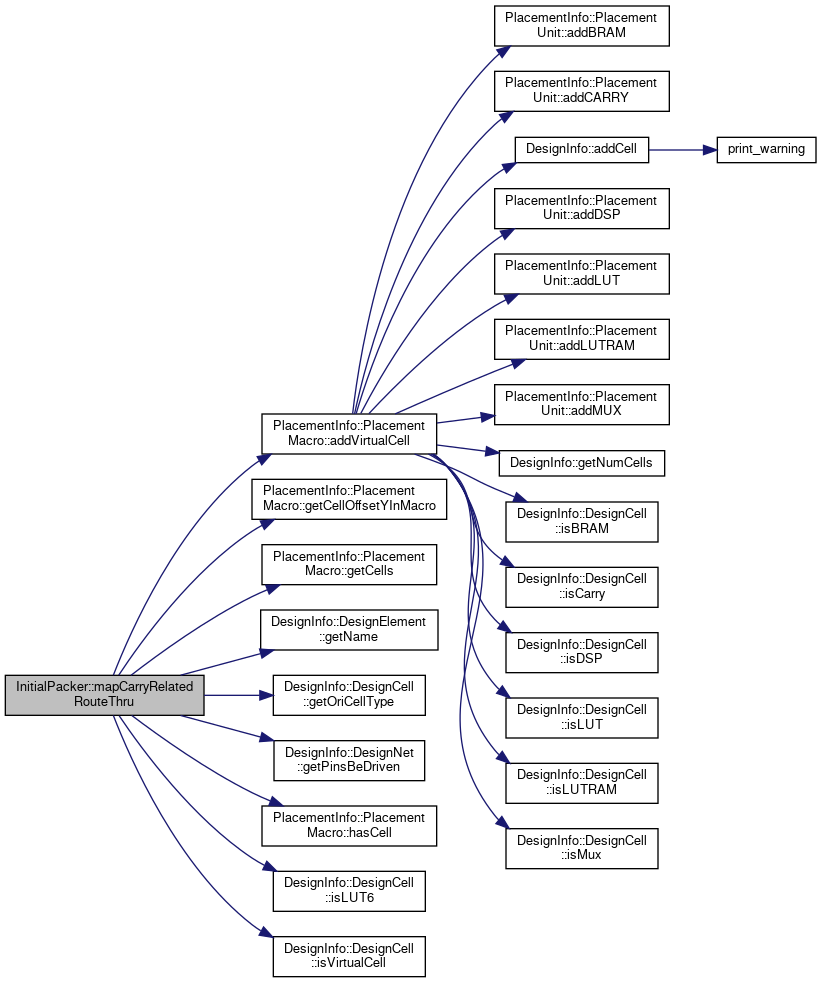 PlacementInfo::Placement
Unit::addBRAM
PlacementInfo::Placement
Unit::addCARRY
DesignInfo::addCell
print_warning
PlacementInfo::Placement
Unit::addDSP
PlacementInfo::Placement
Unit::addLUT
PlacementInfo::Placement
Unit::addLUTRAM
PlacementInfo::Placement
Unit::addMUX
PlacementInfo::Placement
Macro::addVirtualCell
DesignInfo::getNumCells
PlacementInfo::Placement
Macro::getCellOffsetYInMacro
DesignInfo::DesignCell
::isBRAM
PlacementInfo::Placement
Macro::getCells
DesignInfo::DesignCell
::isCarry
DesignInfo::DesignElement
::getName
DesignInfo::DesignCell
::isDSP
InitialPacker::mapCarryRelated
RouteThru
DesignInfo::DesignCell
::getOriCellType
DesignInfo::DesignCell
::isLUT
DesignInfo::DesignNet
::getPinsBeDriven
DesignInfo::DesignCell
::isLUTRAM
PlacementInfo::Placement
Macro::hasCell
DesignInfo::DesignCell
::isMux
DesignInfo::DesignCell
::isLUT6
DesignInfo::DesignCell
::isVirtualCell